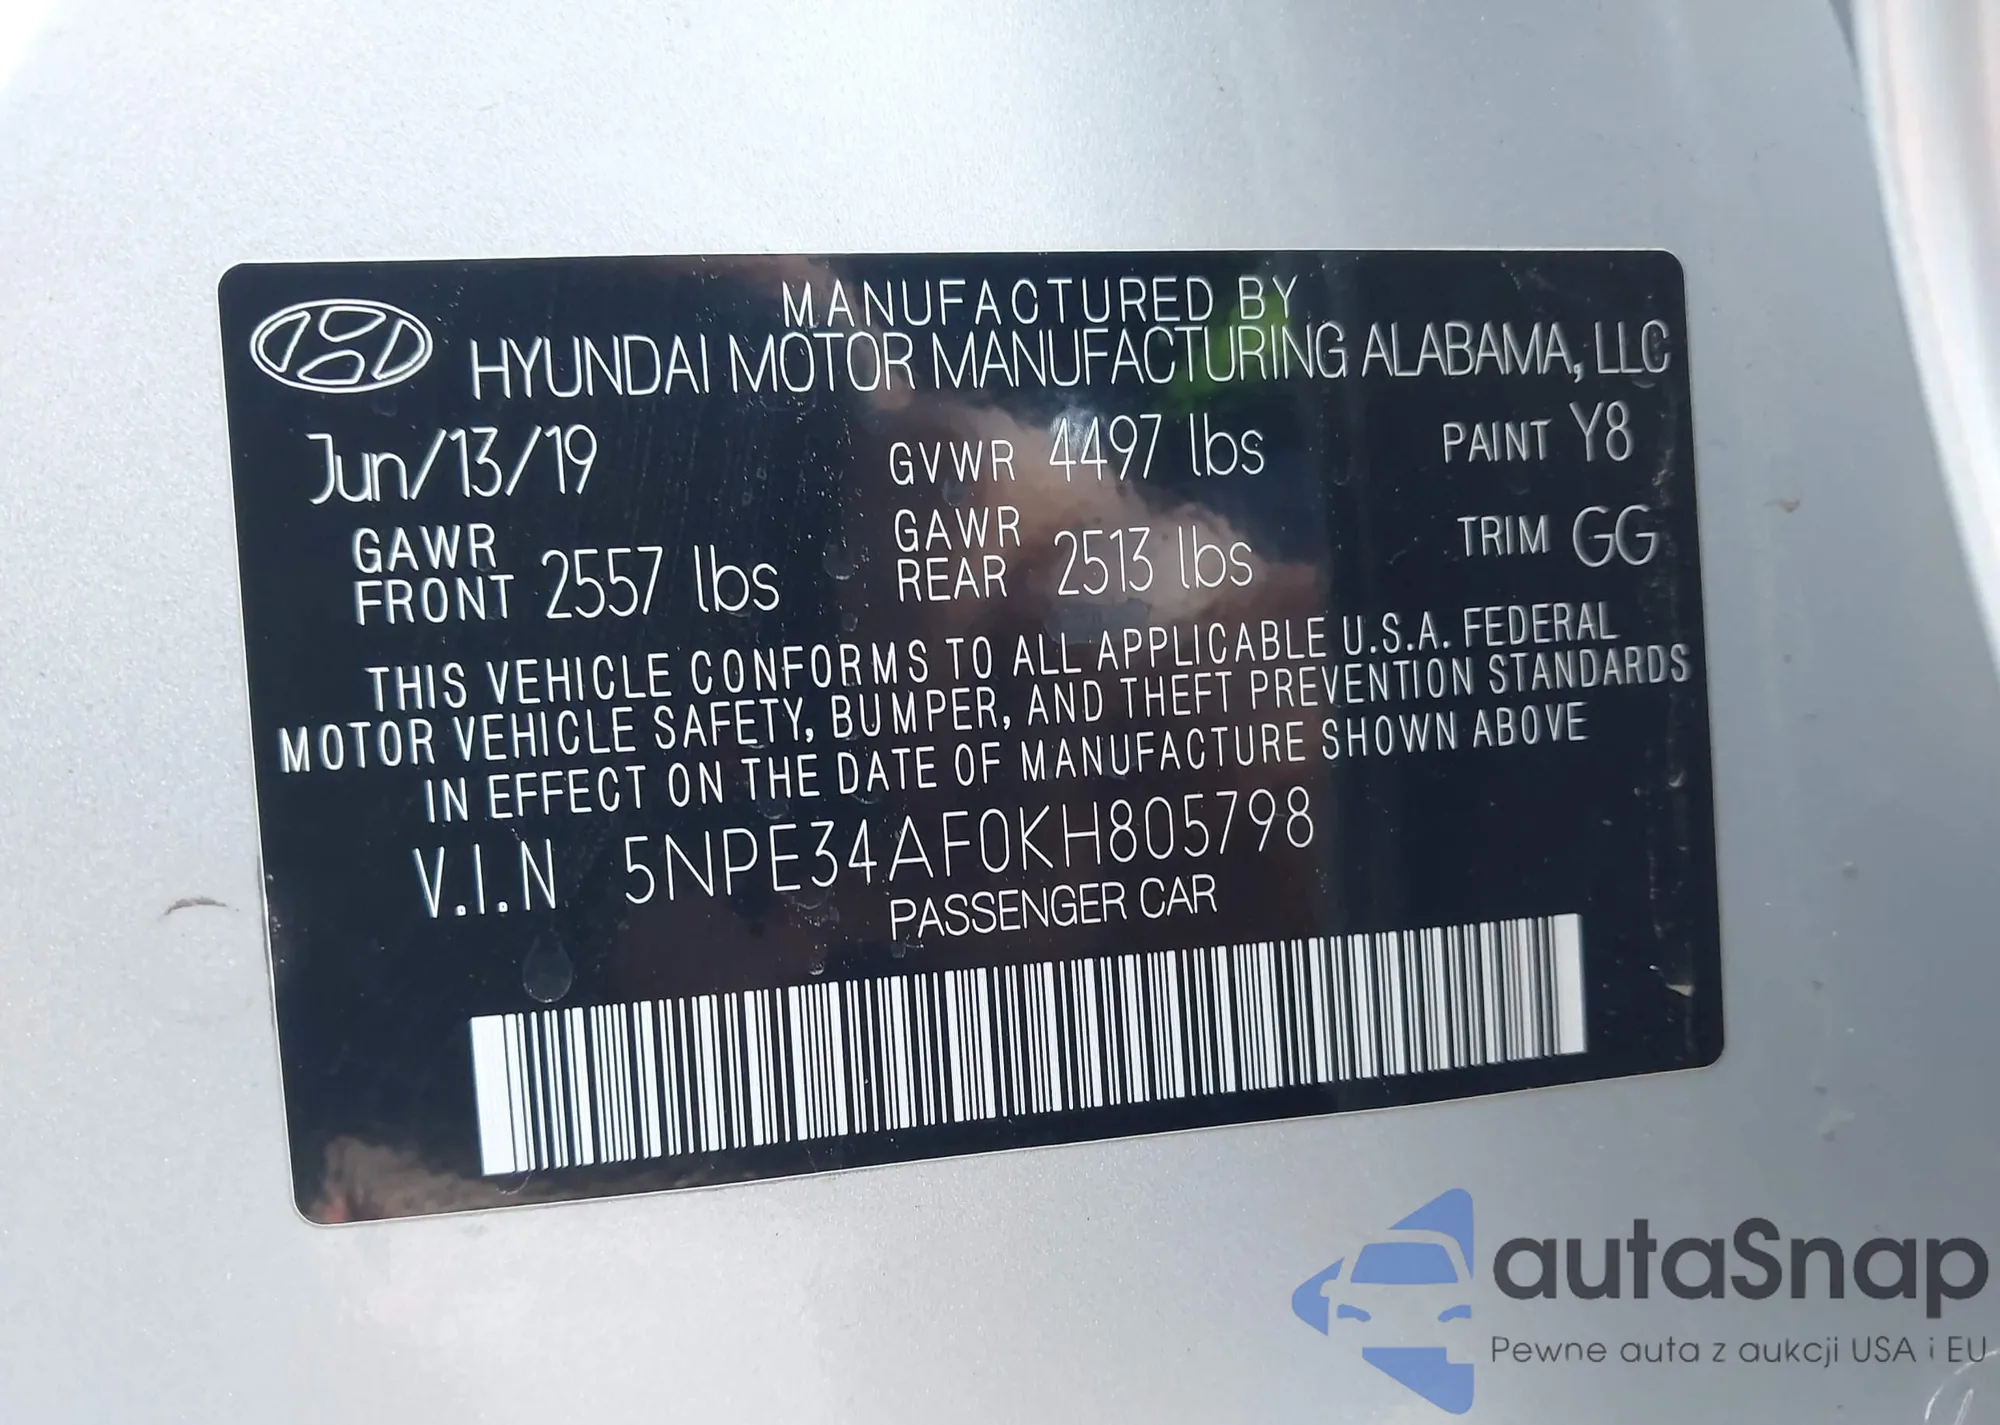 MANUFACTURED BY
HYUNDAI MOTOR MANUFACTURING ALABAMA, LLC
Jun/13/19 GVWR 4497 lbs PAINT Y8
GAWR FRONT 2557 lbs GAWR REAR 2513 lbs TRIM GG
THIS VEHICLE CONFORMS TO ALL APPLICABLE U.S.A. FEDERAL
MOTOR VEHICLE SAFETY, BUMPER, AND THEFT PREVENTION STANDARDS
IN EFFECT ON THE DATE OF MANUFACTURE SHOWN ABOVE
V.I.N 5NPE34AF0KH805798
PASSENGER CAR
autaSnap
Pewne auta z aukcji USA i EU